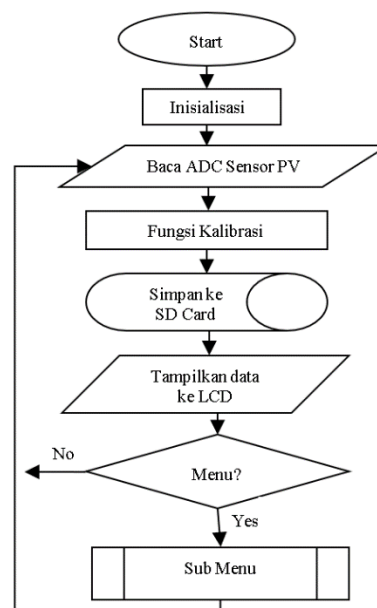 Start
Inisialisasi
Baca ADC Sensor PV
Fungsi Kalibrasi
Simpan ke
SD Card
Tampilkan data
ke LCD
No
Menu?
Yes
Sub Menu